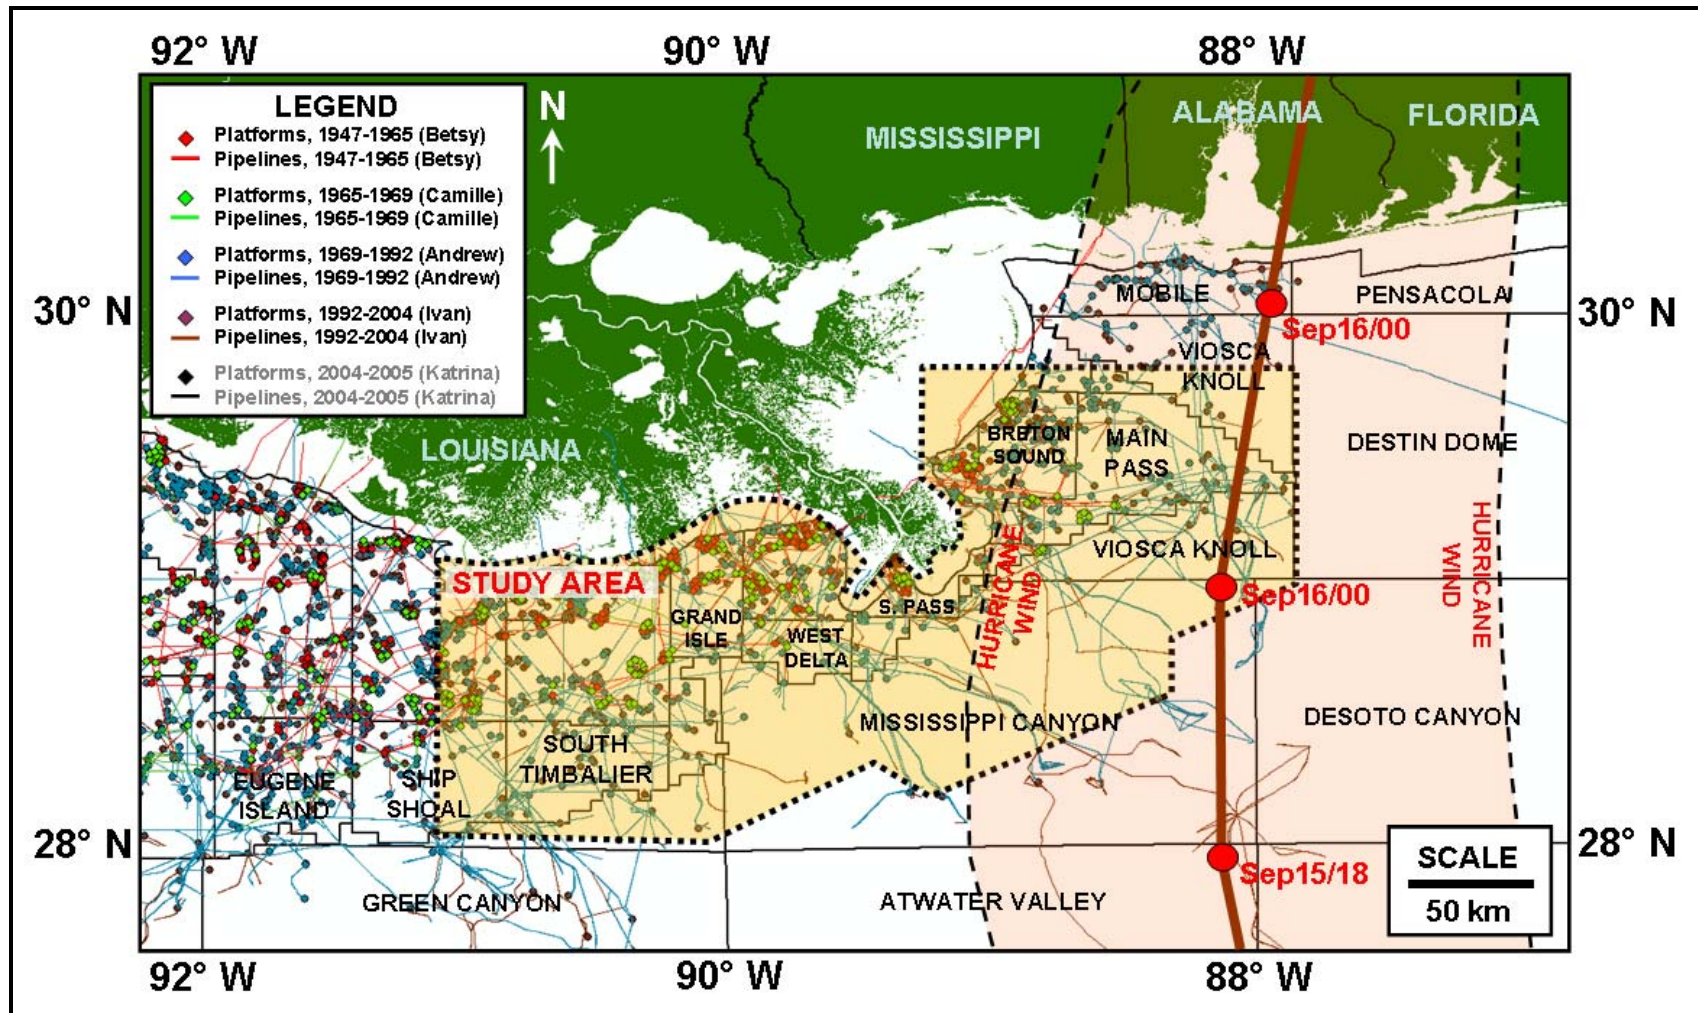 92° W 90° W 88° W
LEGEND
Platforms, 1947-1965 (Betsy)
Pipelines, 1947-1965 (Betsy)
Platforms, 1965-1969 (Camille)
Pipelines, 1965-1969 (Camille)
Platforms, 1969-1992 (Andrew)
Pipelines, 1969-1992 (Andrew)
Platforms, 1992-2004 (Ivan)
Pipelines, 1992-2004 (Ivan)
Platforms, 2004-2005 (Katrina)
Pipelines, 2004-2005 (Katrina)
N
MISSISSIPPI
ALABAMA
FLORIDA
LOUISIANA
30° N
30° N
MOBILE
PENSACOLA
Sep16/00
VIOSCA
KNOLL
BRETON
SOUND
MAIN
PASS
DESTIN DOME
VIOSCA KNOLL
HURRICANE
WIND
HURRICANE
WIND
STUDY AREA
Sep16/00
S. PASS
GRAND
ISLE
WEST
DELTA
MISSISSIPPI CANYON
DESOTO CANYON
SOUTH
TIMBALIER
EUGENE
ISLAND
SHIP
SHOAL
28° N
28° N
Sep15/18
SCALE
50 km
GREEN CANYON
ATWATER VALLEY
92° W 90° W 88° W